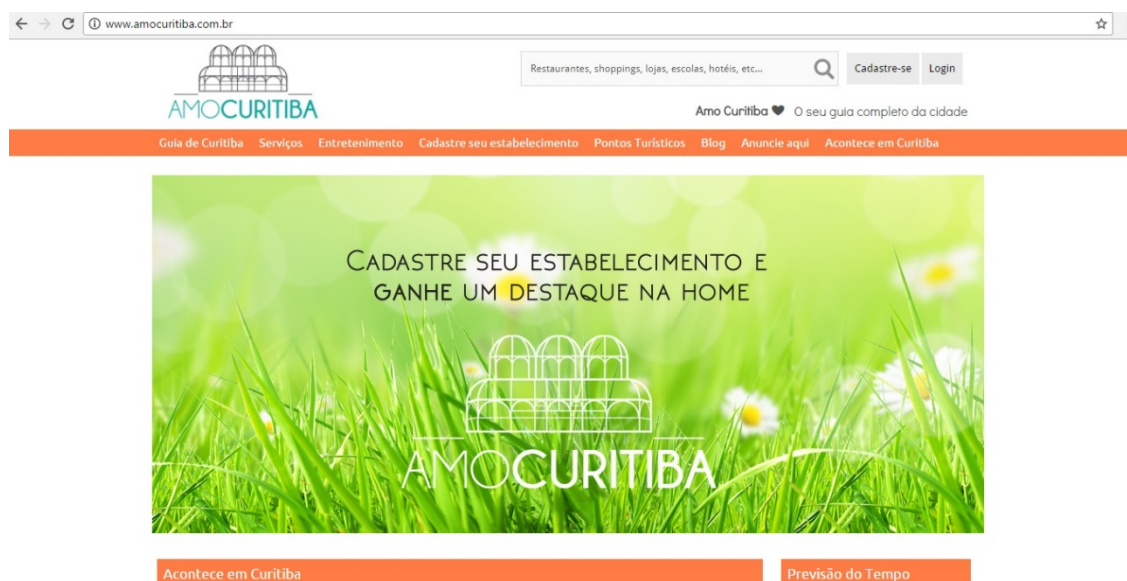 www.amocuritiba.com.br
Restaurantes, shoppings, lojas, escolas, hotéis, etc...
Cadastre-se
Login
AMOCURITIBA
Amo Curitiba ♥ O seu guia completo da cidade
Guia de Curitiba Serviços Entretenimento Cadastre seu estabelecimento Pontos Turísticos Blog Anuncie aqui Acontece em Curitiba
CADASTRE SEU ESTABELECIMENTO E
GANHE UM DESTAQUE NA HOME
AMOCURITIBA
Acontece em Curitiba
Previsão do Tempo